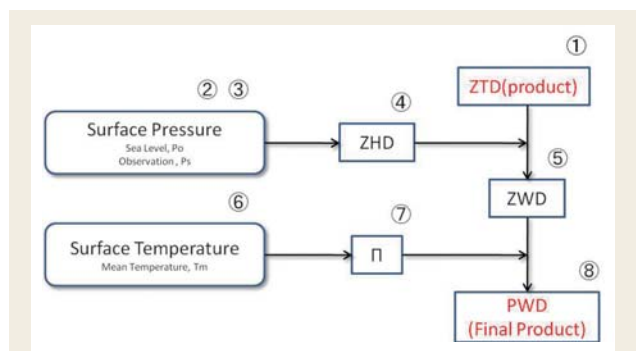 ①
ZTD(product)
② ③
Surface Pressure
Sea Level, Po
Observation , Ps
④
ZHD
⑤
ZWD
⑥
Surface Temperature
Mean Temperature, Tm
⑦
Π
⑧
PWD
(Final Product)